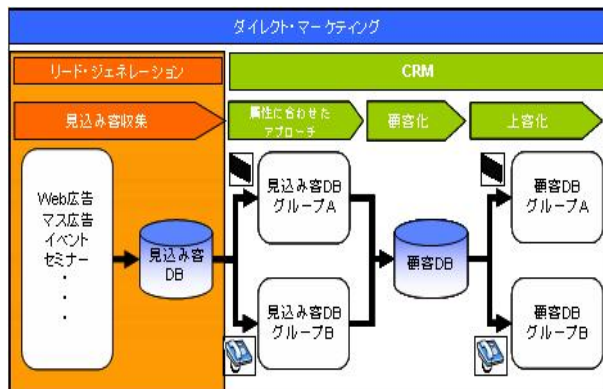 ダイレクト・マーケティング
リード・ジェネレーション
CRM
見込み客収集
属性に合わせた
アプローチ
顧客化
上客化
Web広告
マス広告
イベント
セミナー
・
・
・
見込み客
DB
見込み客DB
グループA
見込み客DB
グループB
顧客DB
顧客DB
グループA
顧客DB
グループB